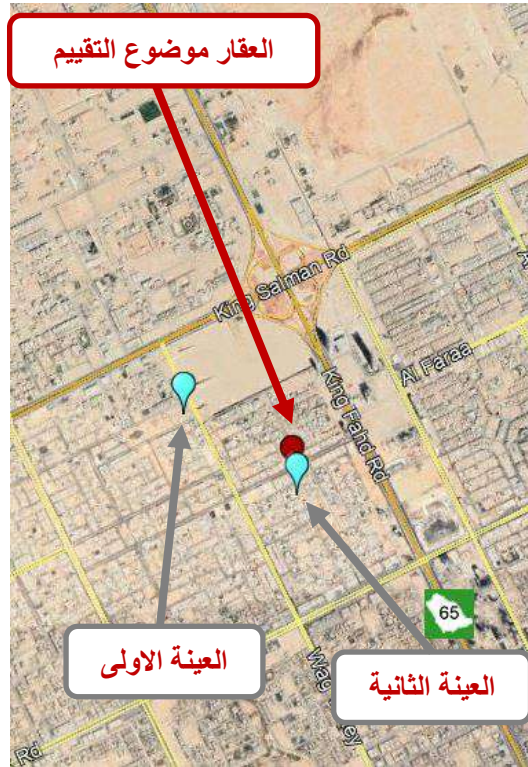 العقار موضوع التقييم
King Salman Rd
Al Faraa
King Fahd Rd
65
العينة الاولى
العينة الثانية
Rd